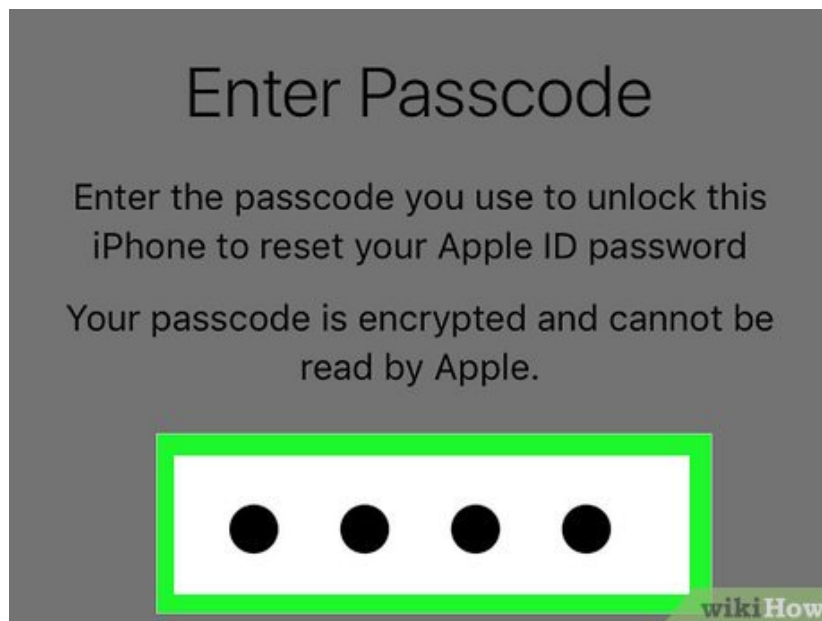 Enter Passcode
Enter the passcode you use to unlock this
iPhone to reset your Apple ID password
Your passcode is encrypted and cannot be
read by Apple.
wikiHow